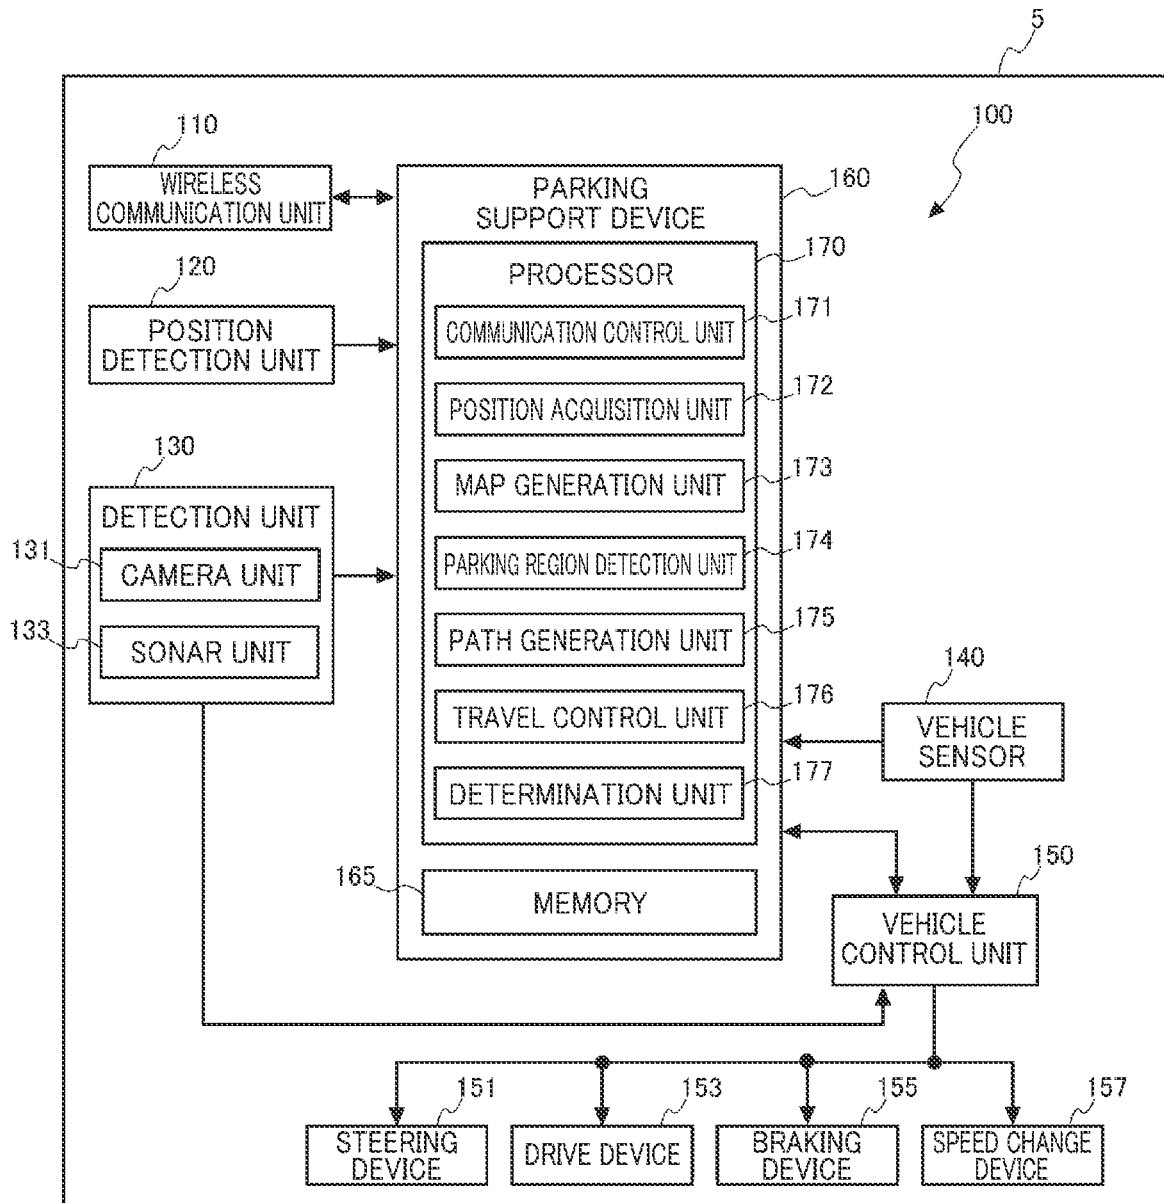 5
100
110
WIRELESS
COMMUNICATION UNIT
120
POSITION
DETECTION UNIT
130
DETECTION UNIT
131
CAMERA UNIT
133
SONAR UNIT
PARKING
SUPPORT DEVICE
160
PROCESSOR
170
COMMUNICATION CONTROL UNIT
171
POSITION ACQUISITION UNIT
172
MAP GENERATION UNIT
173
PARKING REGION DETECTION UNIT
174
PATH GENERATION UNIT
175
TRAVEL CONTROL UNIT
176
DETERMINATION UNIT
177
165
MEMORY
140
VEHICLE
SENSOR
150
VEHICLE
CONTROL UNIT
151
STEERING
DEVICE
153
DRIVE DEVICE
155
BRAKING
DEVICE
157
SPEED CHANGE
DEVICE